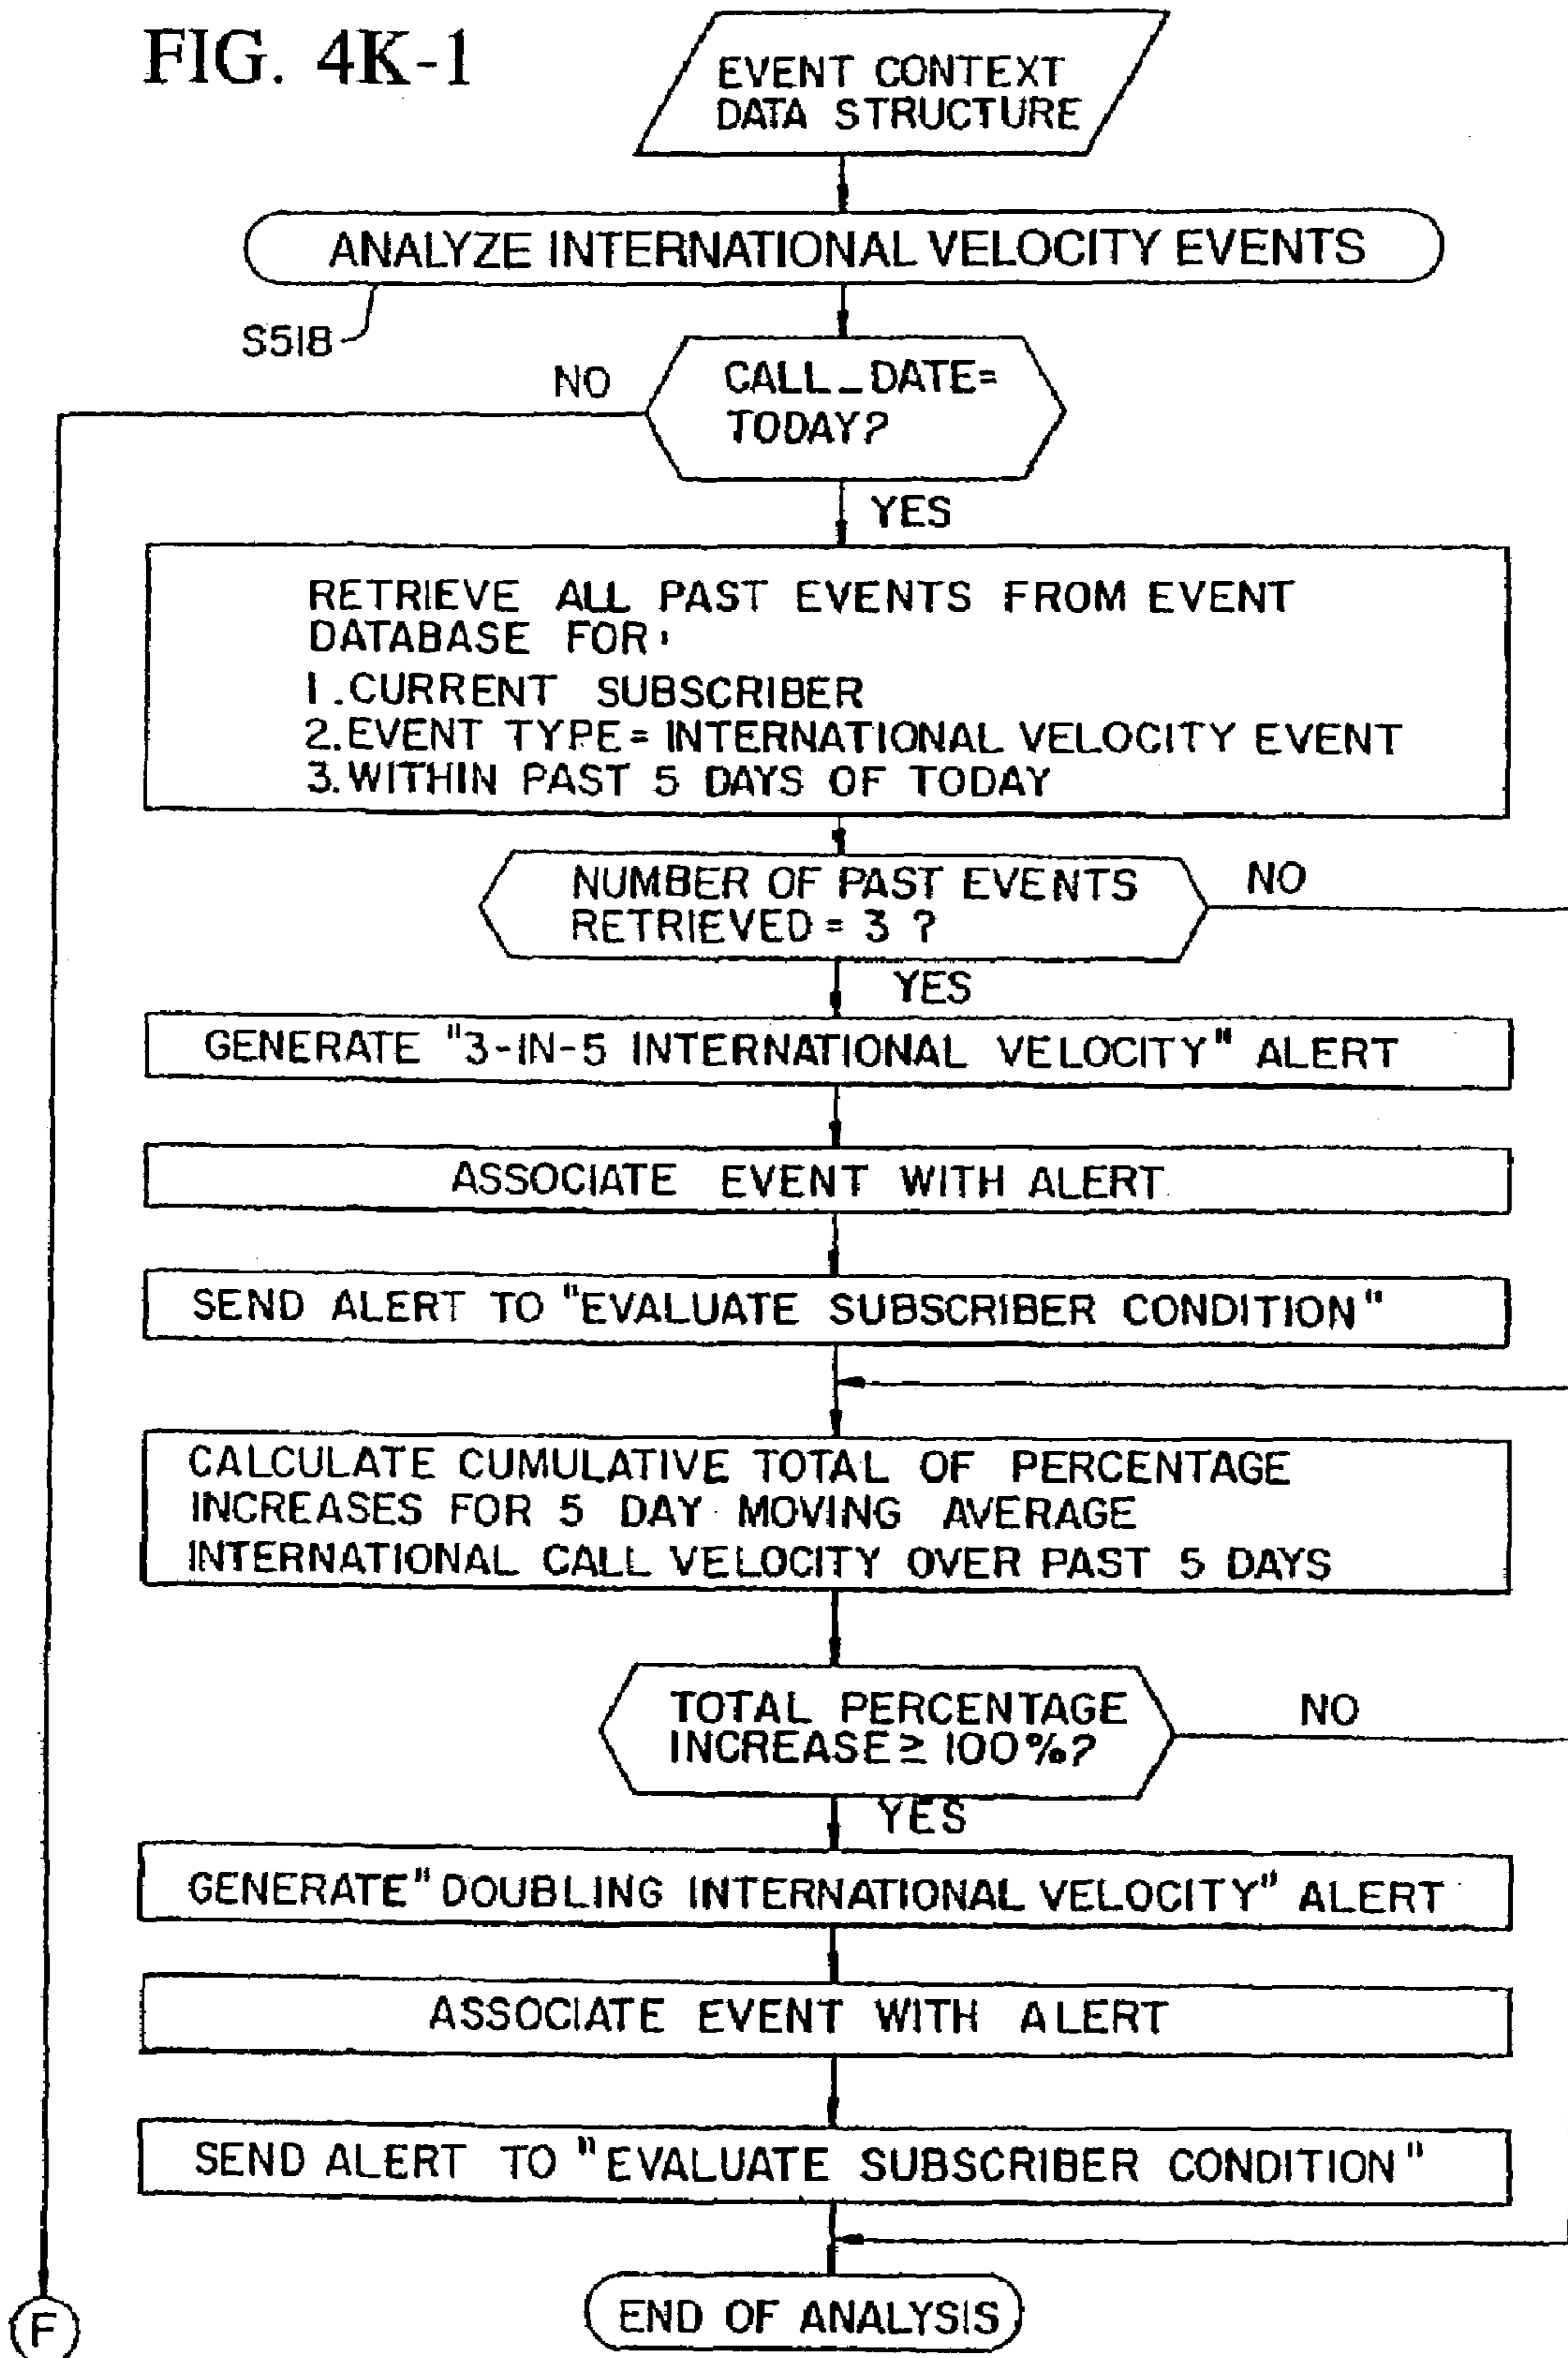 FIG. 4K-1
EVENT CONTEXT
DATA STRUCTURE
ANALYZE INTERNATIONAL VELOCITY EVENTS
S518
NO
CALL_DATE=
TODAY?
YES
RETRIEVE ALL PAST EVENTS FROM EVENT
DATABASE FOR:
1.CURRENT SUBSCRIBER
2.EVENT TYPE= INTERNATIONAL VELOCITY EVENT
3.WITHIN PAST 5 DAYS OF TODAY
NUMBER OF PAST EVENTS
RETRIEVED = 3 ?
NO
YES
GENERATE "3-IN-5 INTERNATIONAL VELOCITY" ALERT
ASSOCIATE EVENT WITH ALERT
SEND ALERT TO "EVALUATE SUBSCRIBER CONDITION"
CALCULATE CUMULATIVE TOTAL OF PERCENTAGE
INCREASES FOR 5 DAY MOVING AVERAGE
INTERNATIONAL CALL VELOCITY OVER PAST 5 DAYS
TOTAL PERCENTAGE
INCREASE ≥ 100%?
NO
YES
GENERATE "DOUBLING INTERNATIONAL VELOCITY" ALERT
ASSOCIATE EVENT WITH ALERT
SEND ALERT TO "EVALUATE SUBSCRIBER CONDITION"
END OF ANALYSIS
F